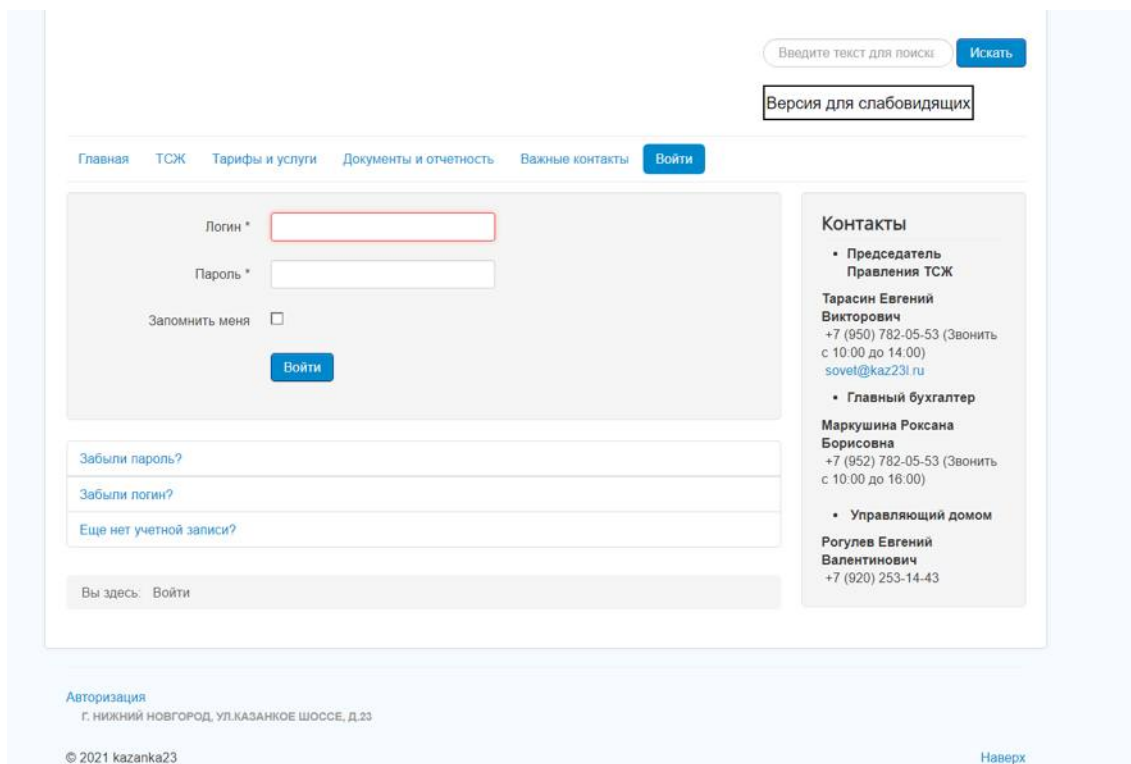 Введите текст для поиска
Искать
Версия для слабовидящих
Главная ТСЖ Тарифы и услуги Документы и отчетность Важные контакты Войти
Логин *
Пароль *
Запомнить меня
Войти
Забыли пароль?
Забыли логин?
Еще нет учетной записи?
Вы здесь: Войти
Контакты
• Председатель
Правления ТСЖ
Тарасин Евгений
Викторович
+7 (950) 782-05-53 (Звонить
с 10:00 до 14:00)
sovet@kaz23l.ru
• Главный бухгалтер
Маркушина Роксана
Борисовна
+7 (952) 782-05-53 (Звонить
с 10:00 до 16:00)
• Управляющий домом
Рогулев Евгений
Валентинович
+7 (920) 253-14-43
Авторизация
Г. НИЖНИЙ НОВГОРОД, УЛ.КАЗАНКОЕ ШОССЕ, Д.23
© 2021 kazanka23
Наверх